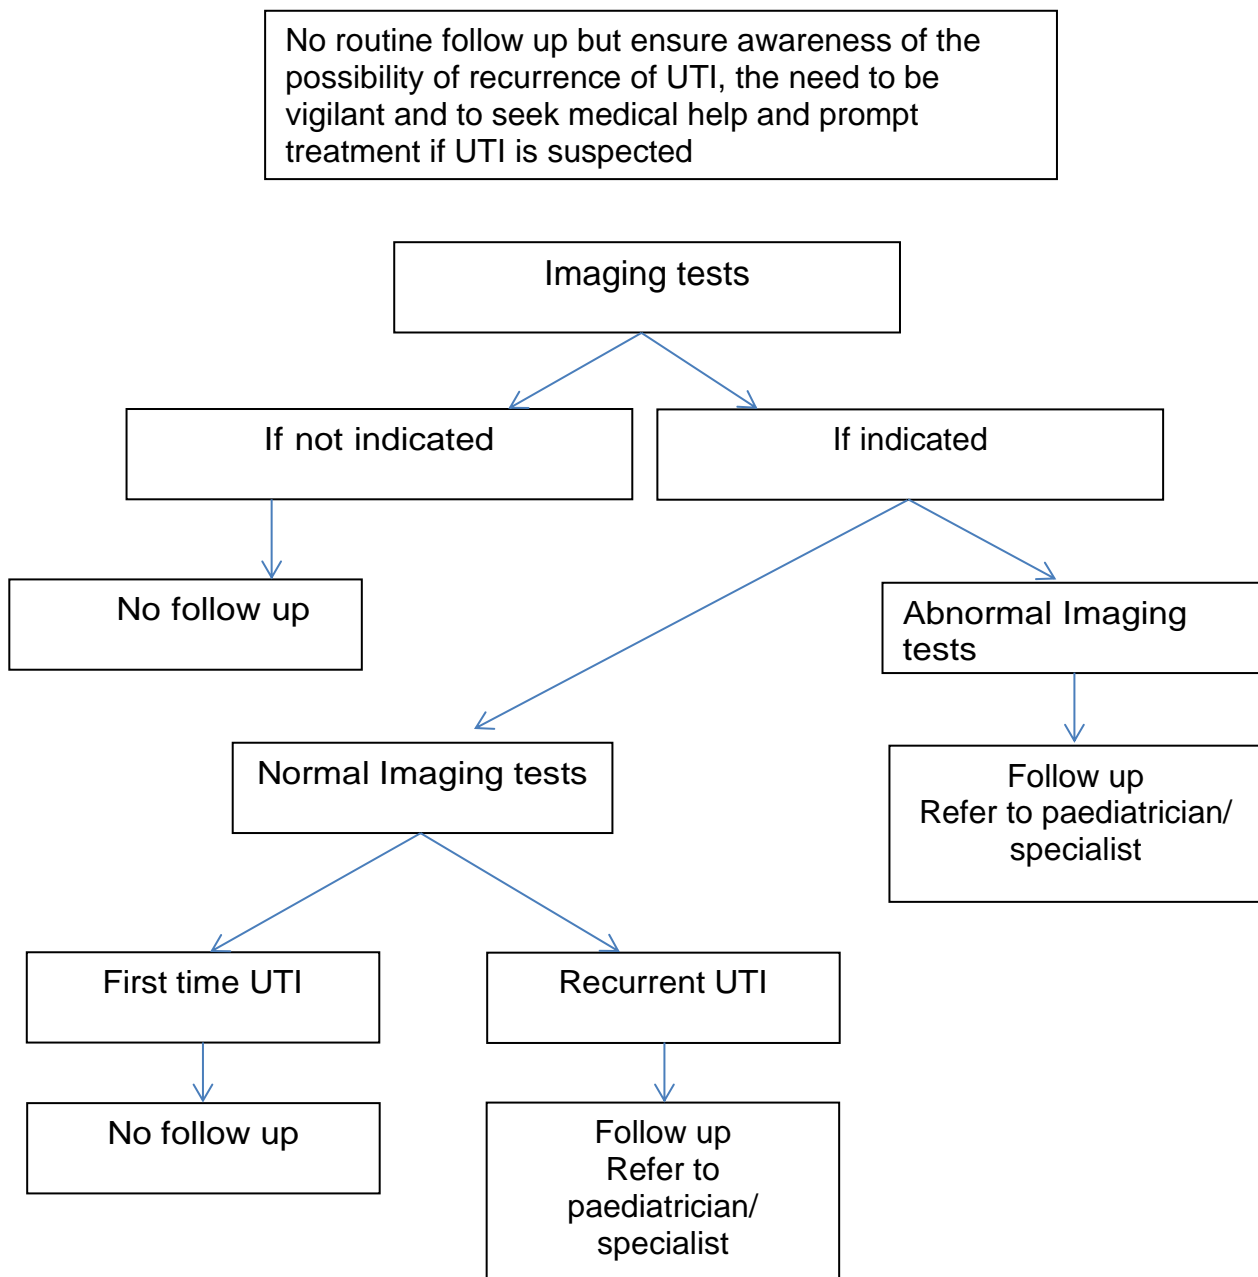 No routine follow up but ensure awareness of the
possibility of recurrence of UTI, the need to be
vigilant and to seek medical help and prompt
treatment if UTI is suspected
Imaging tests
If not indicated
If indicated
No follow up
Abnormal Imaging
tests
Normal Imaging tests
Follow up
Refer to paediatrician/
specialist
First time UTI
Recurrent UTI
No follow up
Follow up
Refer to
paediatrician/
specialist